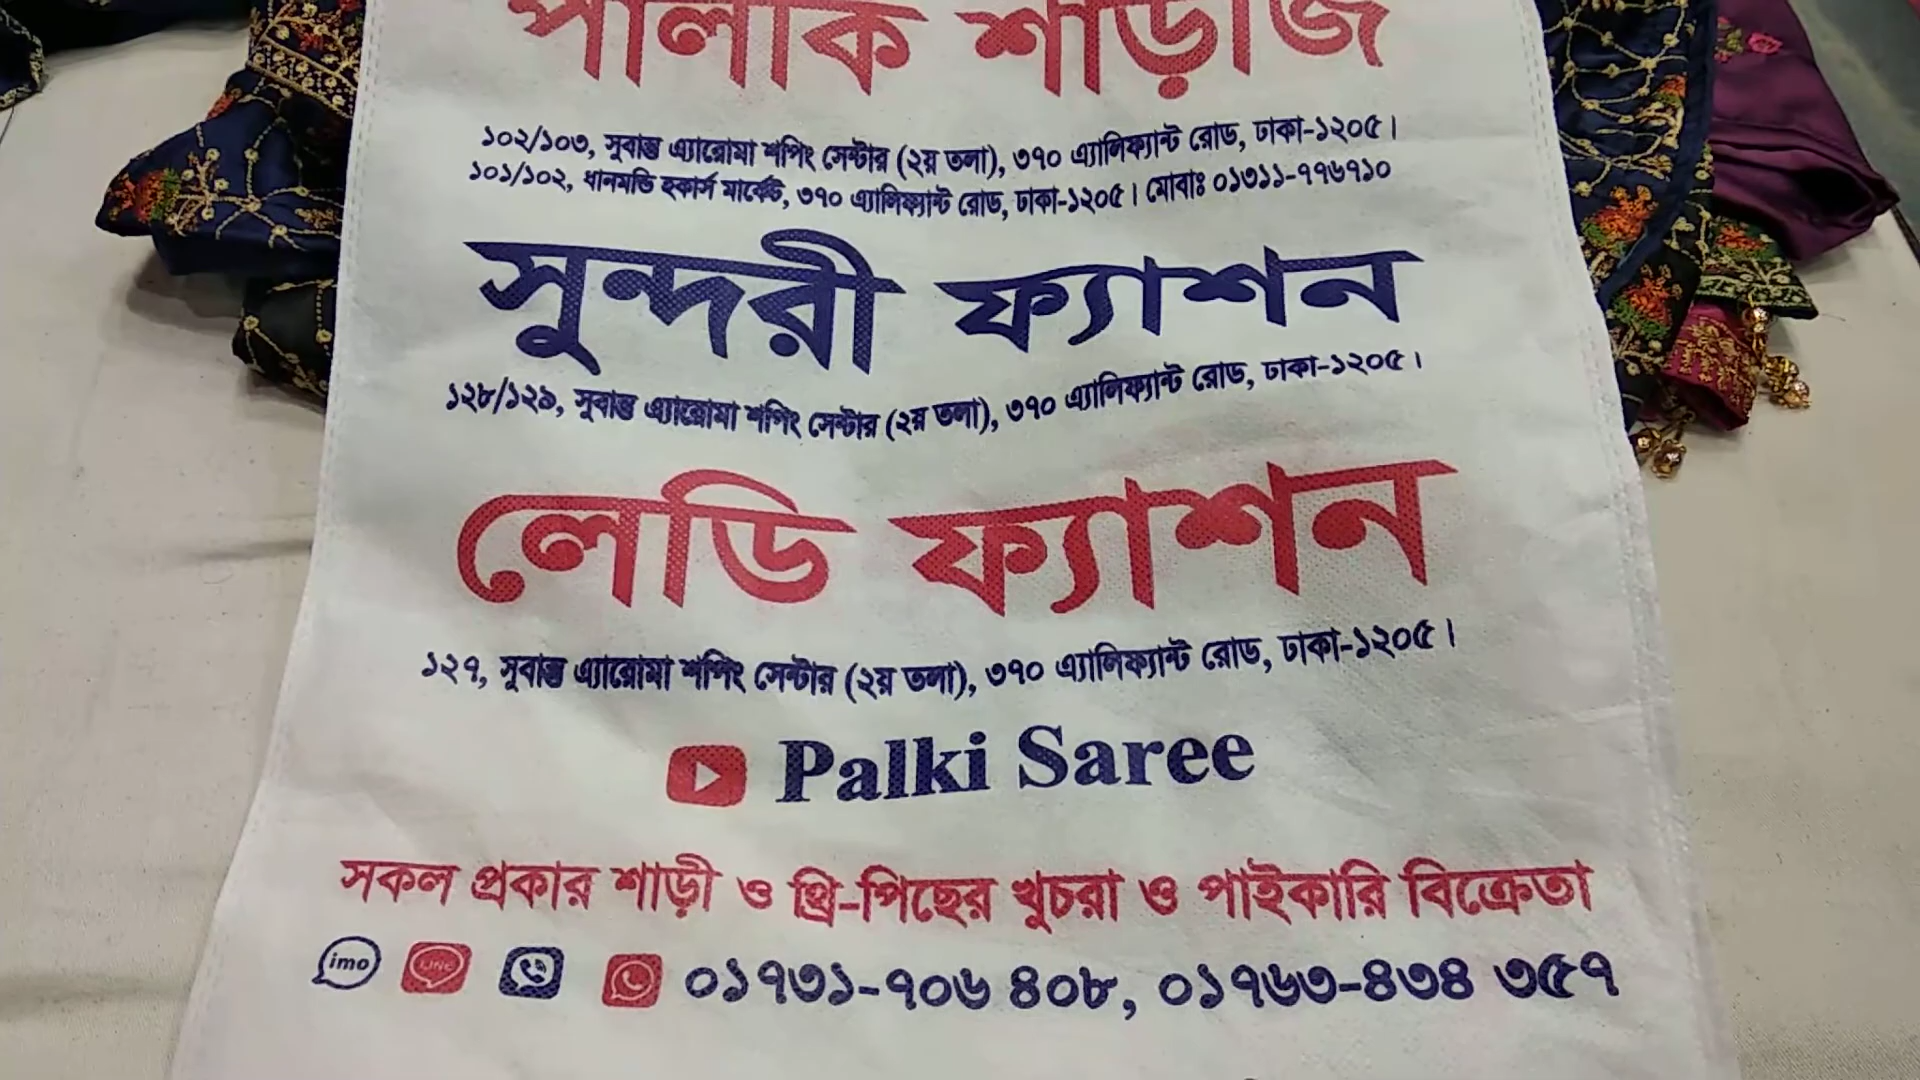 পালকি শাড়ীজ
১০২/১০৩, সুবাস্তু এ্যারোমা শপিং সেন্টার (২য় তলা), ৩৭০ এ্যালিফ্যান্ট রোড, ঢাকা-১২০৫।
১০১/১০২, ধানমন্ডি হকার্স মার্কেট, ৩৭০ এ্যালিফ্যান্ট রোড, ঢাকা-১২০৫। মোবাঃ ০১৩১১-৭৭৬৭১০
সুন্দরী ফ্যাশন
১২৮/১২৯, সুবাস্তু এ্যারোমা শপিং সেন্টার (২য় তলা), ৩৭০ এ্যালিফ্যান্ট রোড, ঢাকা-১২০৫।
লেডি ফ্যাশন
১২৭, সুবাস্তু এ্যারোমা শপিং সেন্টার (২য় তলা), ৩৭০ এ্যালিফ্যান্ট রোড, ঢাকা-১২০৫।
Palki Saree
সকল প্রকার শাড়ী ও থ্রি-পিছের খুচরা ও পাইকারি বিক্রেতা
imo LINE ০১৭৩১-৭০৬ ৪০৮, ০১৭৬৩-৪৩৪ ৩৫৭